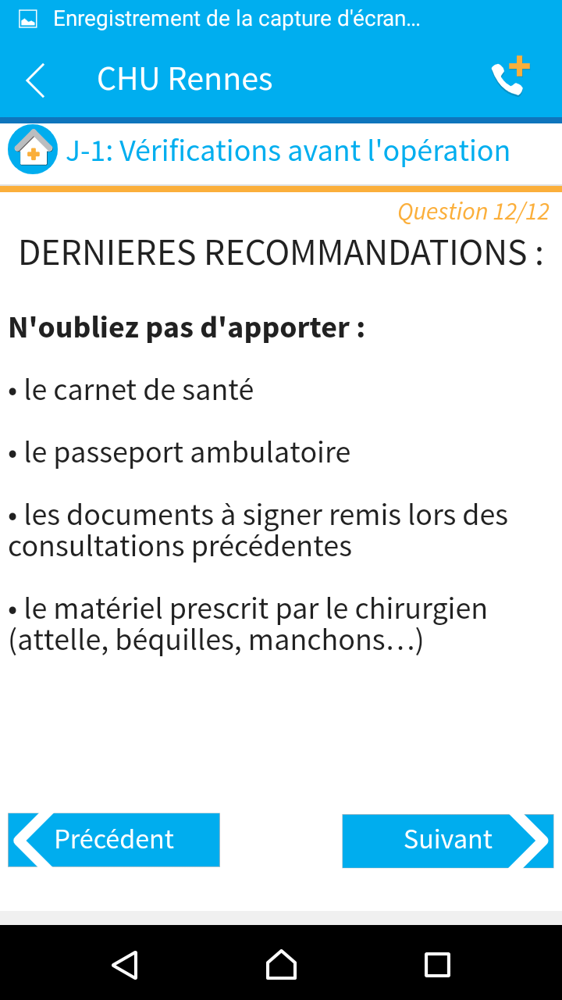 Enregistrement de la capture d'écran...
CHU Rennes
J-1: Vérifications avant l'opération
Question 12/12
DERNIERES RECOMMANDATIONS :
N'oubliez pas d'apporter :
• le carnet de santé
• le passeport ambulatoire
• les documents à signer remis lors des
consultations précédentes
• le matériel prescrit par le chirurgien
(attelle, béquilles, manchons…)
Précédent
Suivant